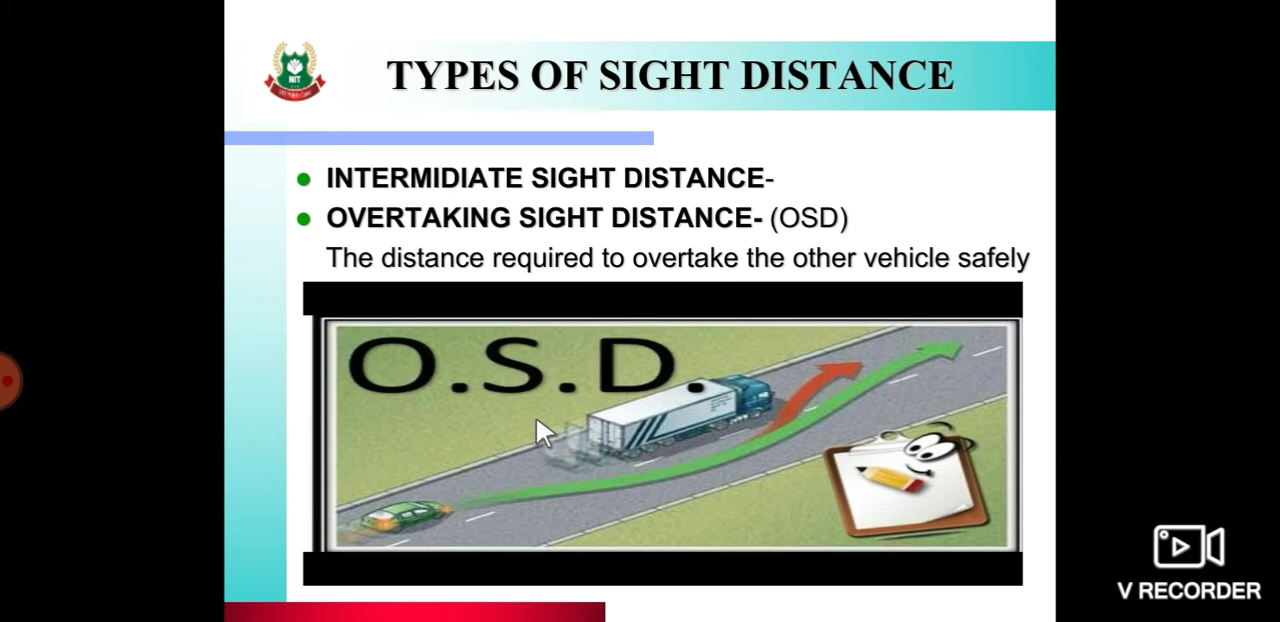 NIT
TYPES OF SIGHT DISTANCE
INTERMIDIATE SIGHT DISTANCE-
OVERTAKING SIGHT DISTANCE- (OSD)
The distance required to overtake the other vehicle safely
O.S.D.
V RECORDER